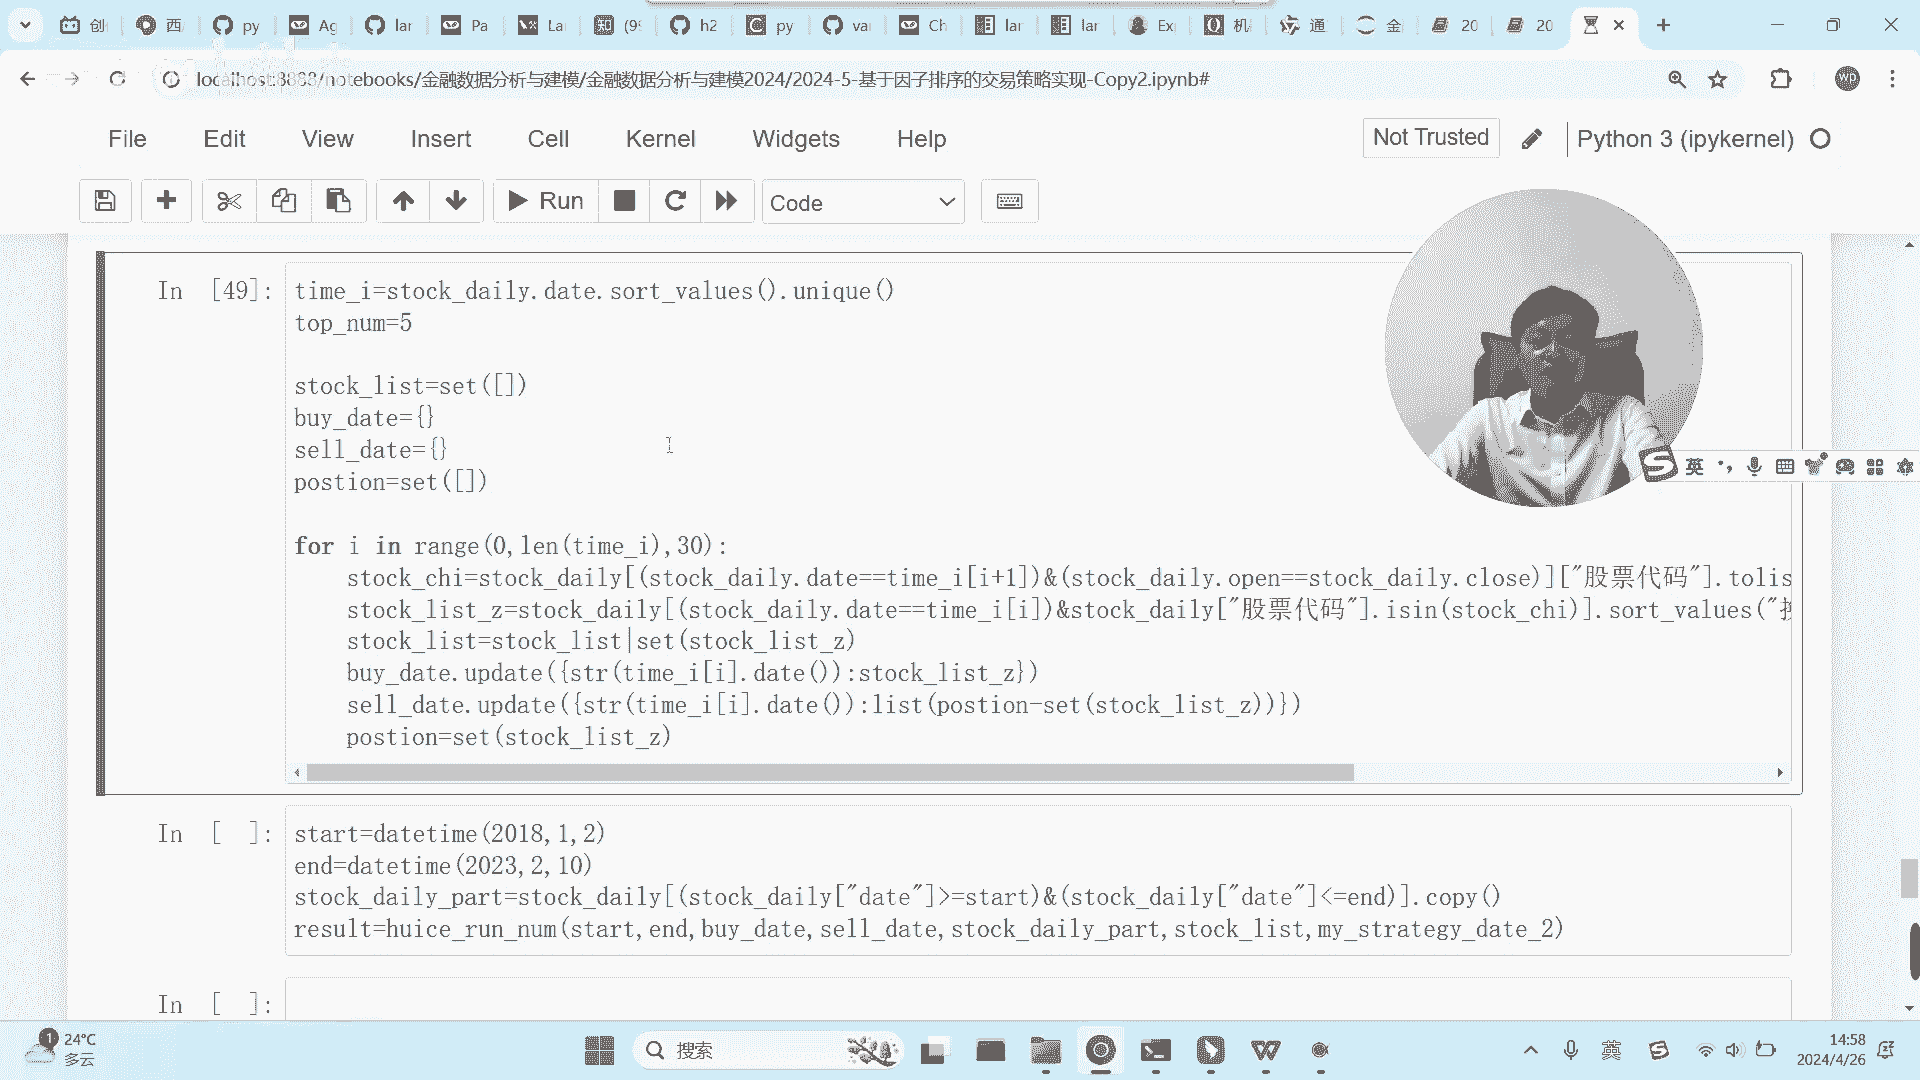 创
西
py
Ag
lar
Pa
La
知 (9
h2
py
va
Ch
lar
lar
Ex
机
通
金
20
20
localhost:8888/notebooks/金融数据分析与建模/金融数据分析与建模2024/2024-5-基于因子排序的交易策略实现-Copy2.ipynb#
wp
File Edit View Insert Cell Kernel Widgets Help
Not Trusted
Python 3 (ipykernel)
Run
Code
In [49]:
time_i=stock_daily.date.sort_values().unique()
top_num=5
stock_list=set([])
buy_date={}
sell_date={}
postion=set([])
for i in range(0,len(time_i),30):
stock_chi=stock_daily[(stock_daily.date==time_i[i+1])&(stock_daily.open==stock_daily.close)]["股票代码"].tolis
stock_list_z=stock_daily[(stock_daily.date==time_i[i])&stock_daily["股票代码"].isin(stock_chi)].sort_values("
stock_list=stock_list|set(stock_list_z)
buy_date.update({str(time_i[i].date()):stock_list_z})
sell_date.update({str(time_i[i].date()):list(postion-set(stock_list_z))})
postion=set(stock_list_z)
In [ ]:
start=datetime(2018,1,2)
end=datetime(2023,2,10)
stock_daily_part=stock_daily[(stock_daily["date"]>=start)&(stock_daily["date"]<=end)].copy()
result=huice_run_num(start,end,buy_date,sell_date,stock_daily_part,stock_list,my_strategy_date_2)
In [ ]:
英
1
24°C
多云
搜索
英
14:58
2024/4/26